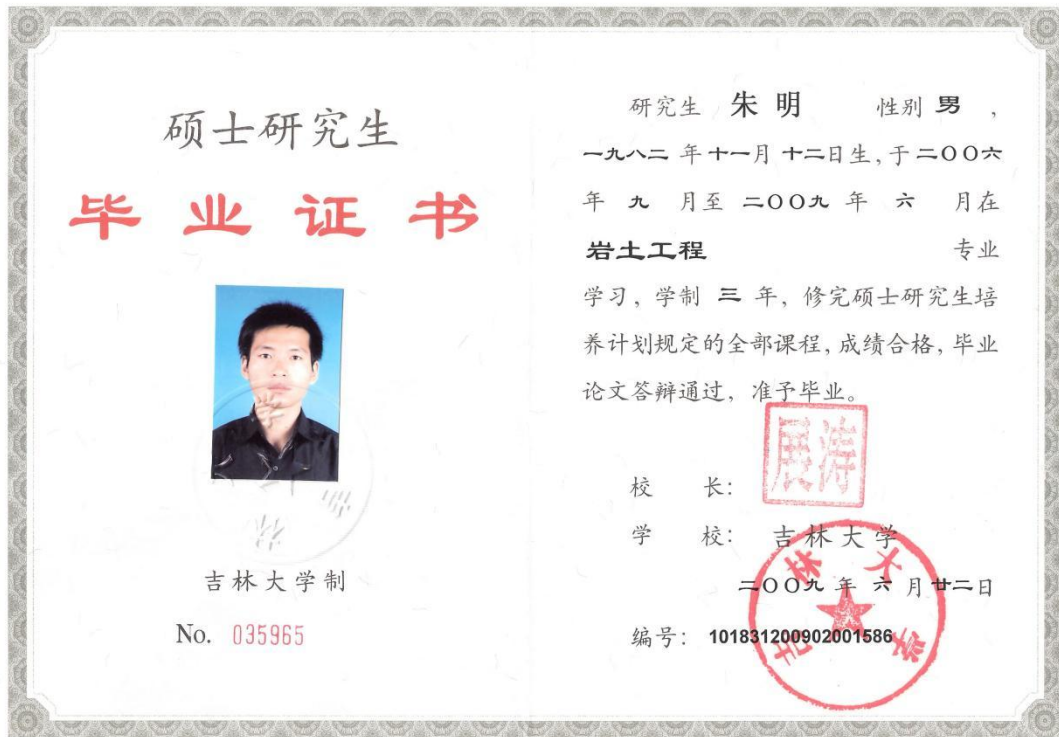 硕士研究生
毕业证书
吉林大学制
No. 035965
研究生 朱明 性别 男，
一九八二 年 十一月 十二日生，于 二〇〇六
年 九 月至 二〇〇九 年 六 月在
岩土工程 专业
学习，学制 三 年，修完硕士研究生培
养计划规定的全部课程，成绩合格，毕业
论文答辩通过，准予毕业。
校 长：
展涛
学 校： 吉林大学
吉林大学
二〇〇九 年 六 月 廿二日
编号： 101831200902001586